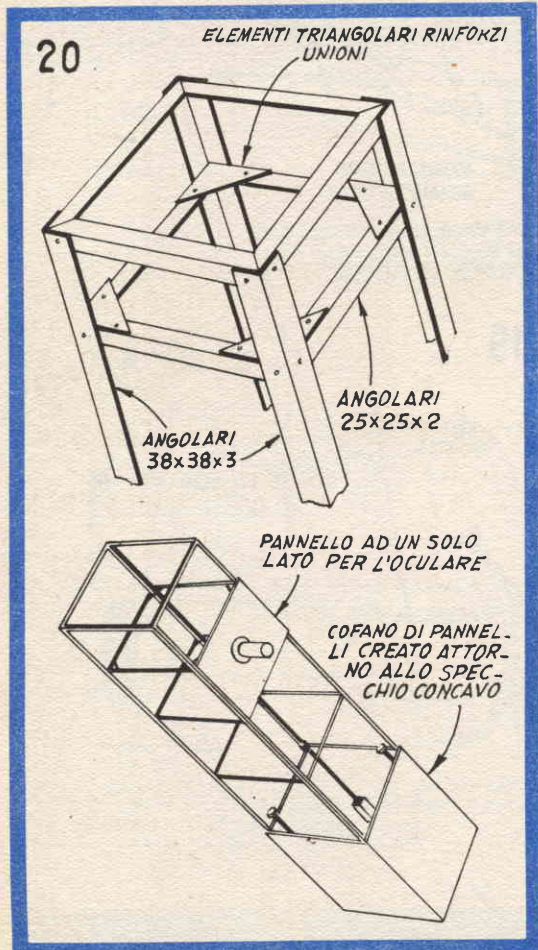 20
ELEMENTI TRIANGOLARI RINFORZI
UNIONI
ANGOLARI
25x25x2
ANGOLARI
38x38x3
PANNELLO AD UN SOLO
LATO PER L'OCULARE
COFANO DI PANNEL-
LI CREATO ATTOR-
NO ALLO SPEC-
CHIO CONCAVO